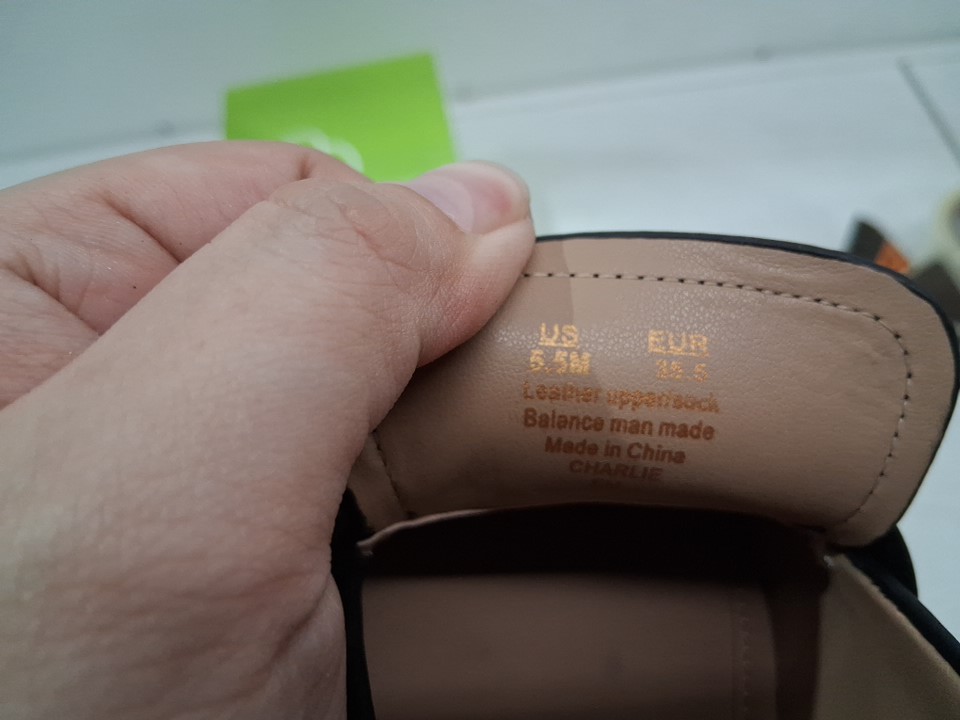 US EUR
5.5M 35.5
Leather upper/sock
Balance man made
Made in China
CHARLIE